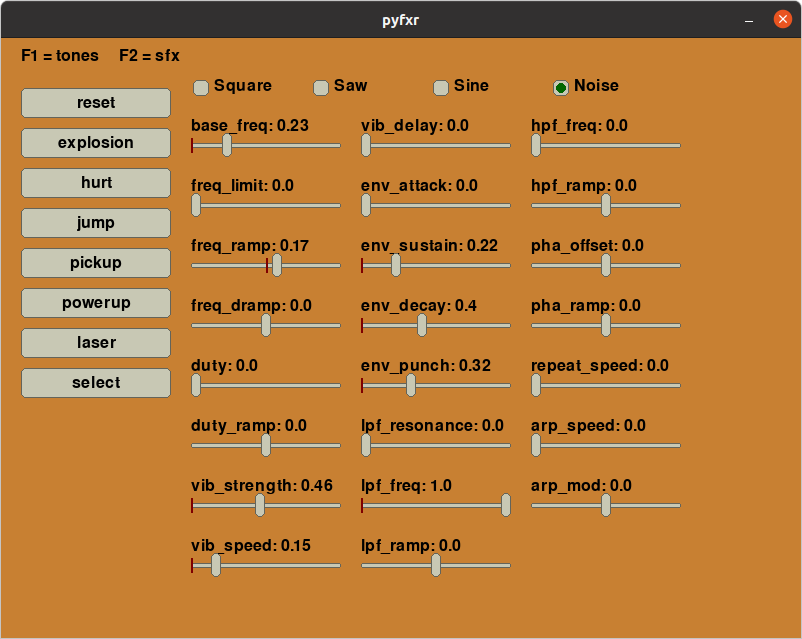 pyfxr
F1 = tones F2 = sfx
Square Saw Sine Noise
reset
explosion
hurt
jump
pickup
powerup
laser
select
base_freq: 0.23
freq_limit: 0.0
freq_ramp: 0.17
freq_dramp: 0.0
duty: 0.0
duty_ramp: 0.0
vib_strength: 0.46
vib_speed: 0.15
vib_delay: 0.0
env_attack: 0.0
env_sustain: 0.22
env_decay: 0.4
env_punch: 0.32
lpf_resonance: 0.0
lpf_freq: 1.0
lpf_ramp: 0.0
hpf_freq: 0.0
hpf_ramp: 0.0
pha_offset: 0.0
pha_ramp: 0.0
repeat_speed: 0.0
arp_speed: 0.0
arp_mod: 0.0